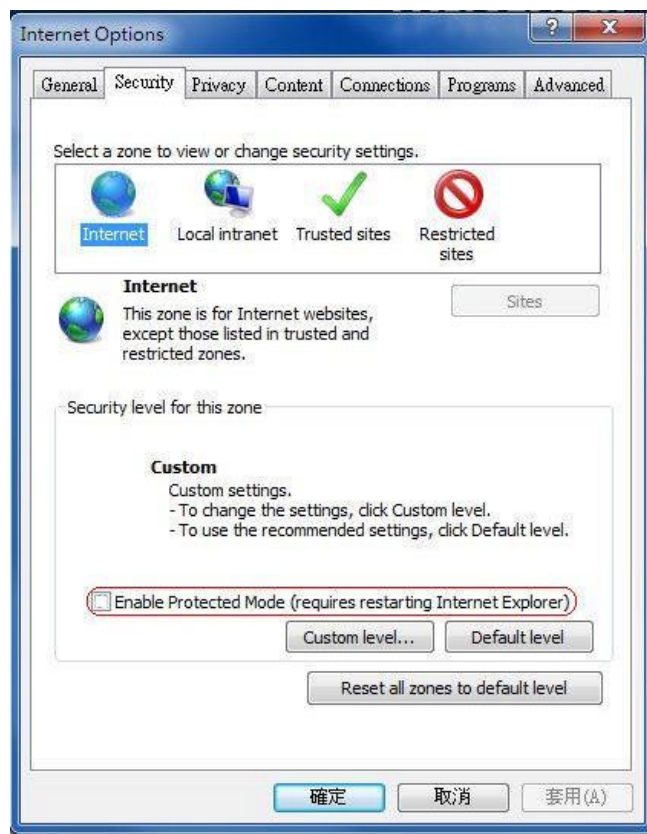 Internet Options
?
X
General Security Privacy Content Connections Programs Advanced
Select a zone to view or change security settings.
Internet Local intranet Trusted sites Restricted sites
Internet
This zone is for Internet websites,
except those listed in trusted and
restricted zones.
Sites
Security level for this zone
Custom
Custom settings.
- To change the settings, click Custom level.
- To use the recommended settings, click Default level.
Enable Protected Mode (requires restarting Internet Explorer)
Custom level... Default level
Reset all zones to default level
確定 取消 套用(A)